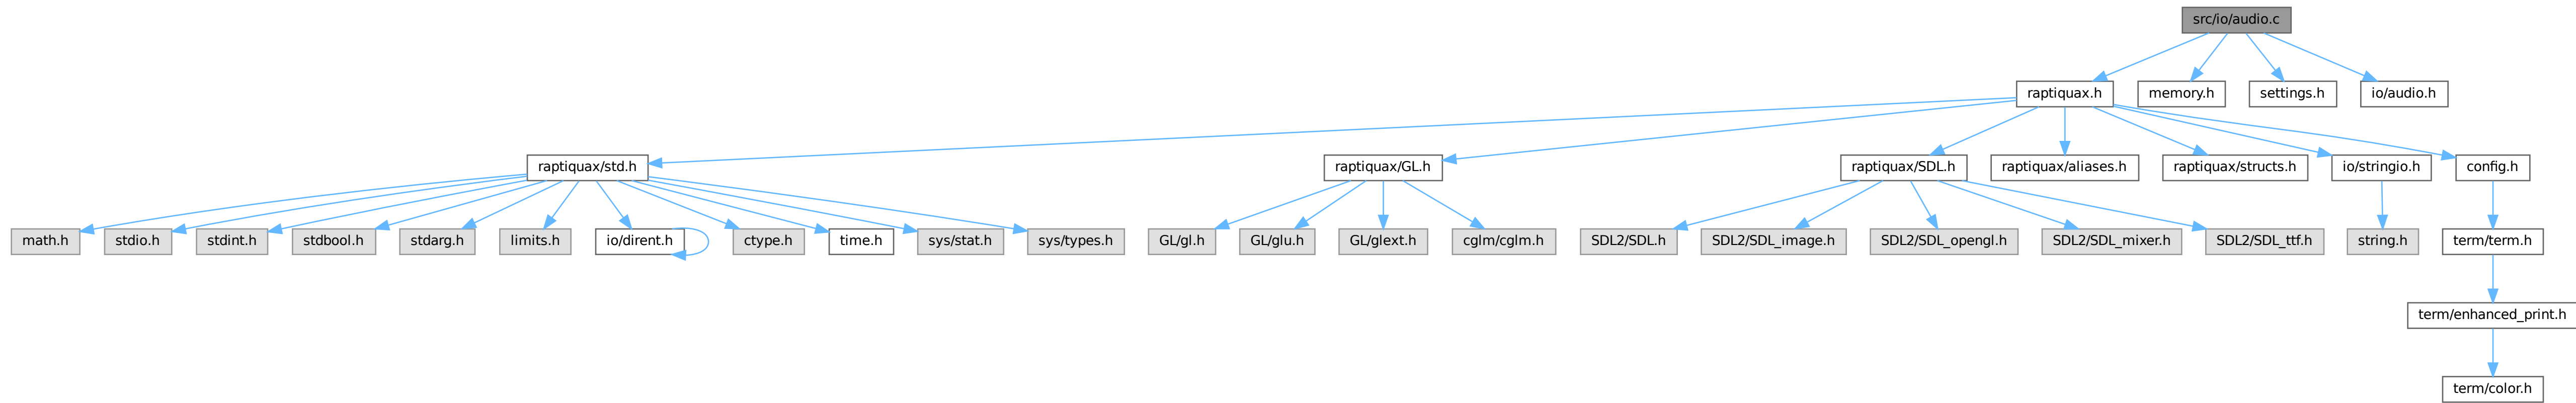 src/io/audio.c
raptiquax.h
memory.h
settings.h
io/audio.h
raptiquax/std.h
raptiquax/GL.h
raptiquax/SDL.h
raptiquax/aliases.h
raptiquax/structs.h
io/stringio.h
config.h
math.h
stdio.h
stdint.h
stdbool.h
stdarg.h
limits.h
io/dirent.h
ctype.h
time.h
sys/stat.h
sys/types.h
GL/gl.h
GL/glu.h
GL/glext.h
cglm/cglm.h
SDL2/SDL.h
SDL2/SDL_image.h
SDL2/SDL_opengl.h
SDL2/SDL_mixer.h
SDL2/SDL_ttf.h
string.h
term/term.h
term/enhanced_print.h
term/color.h